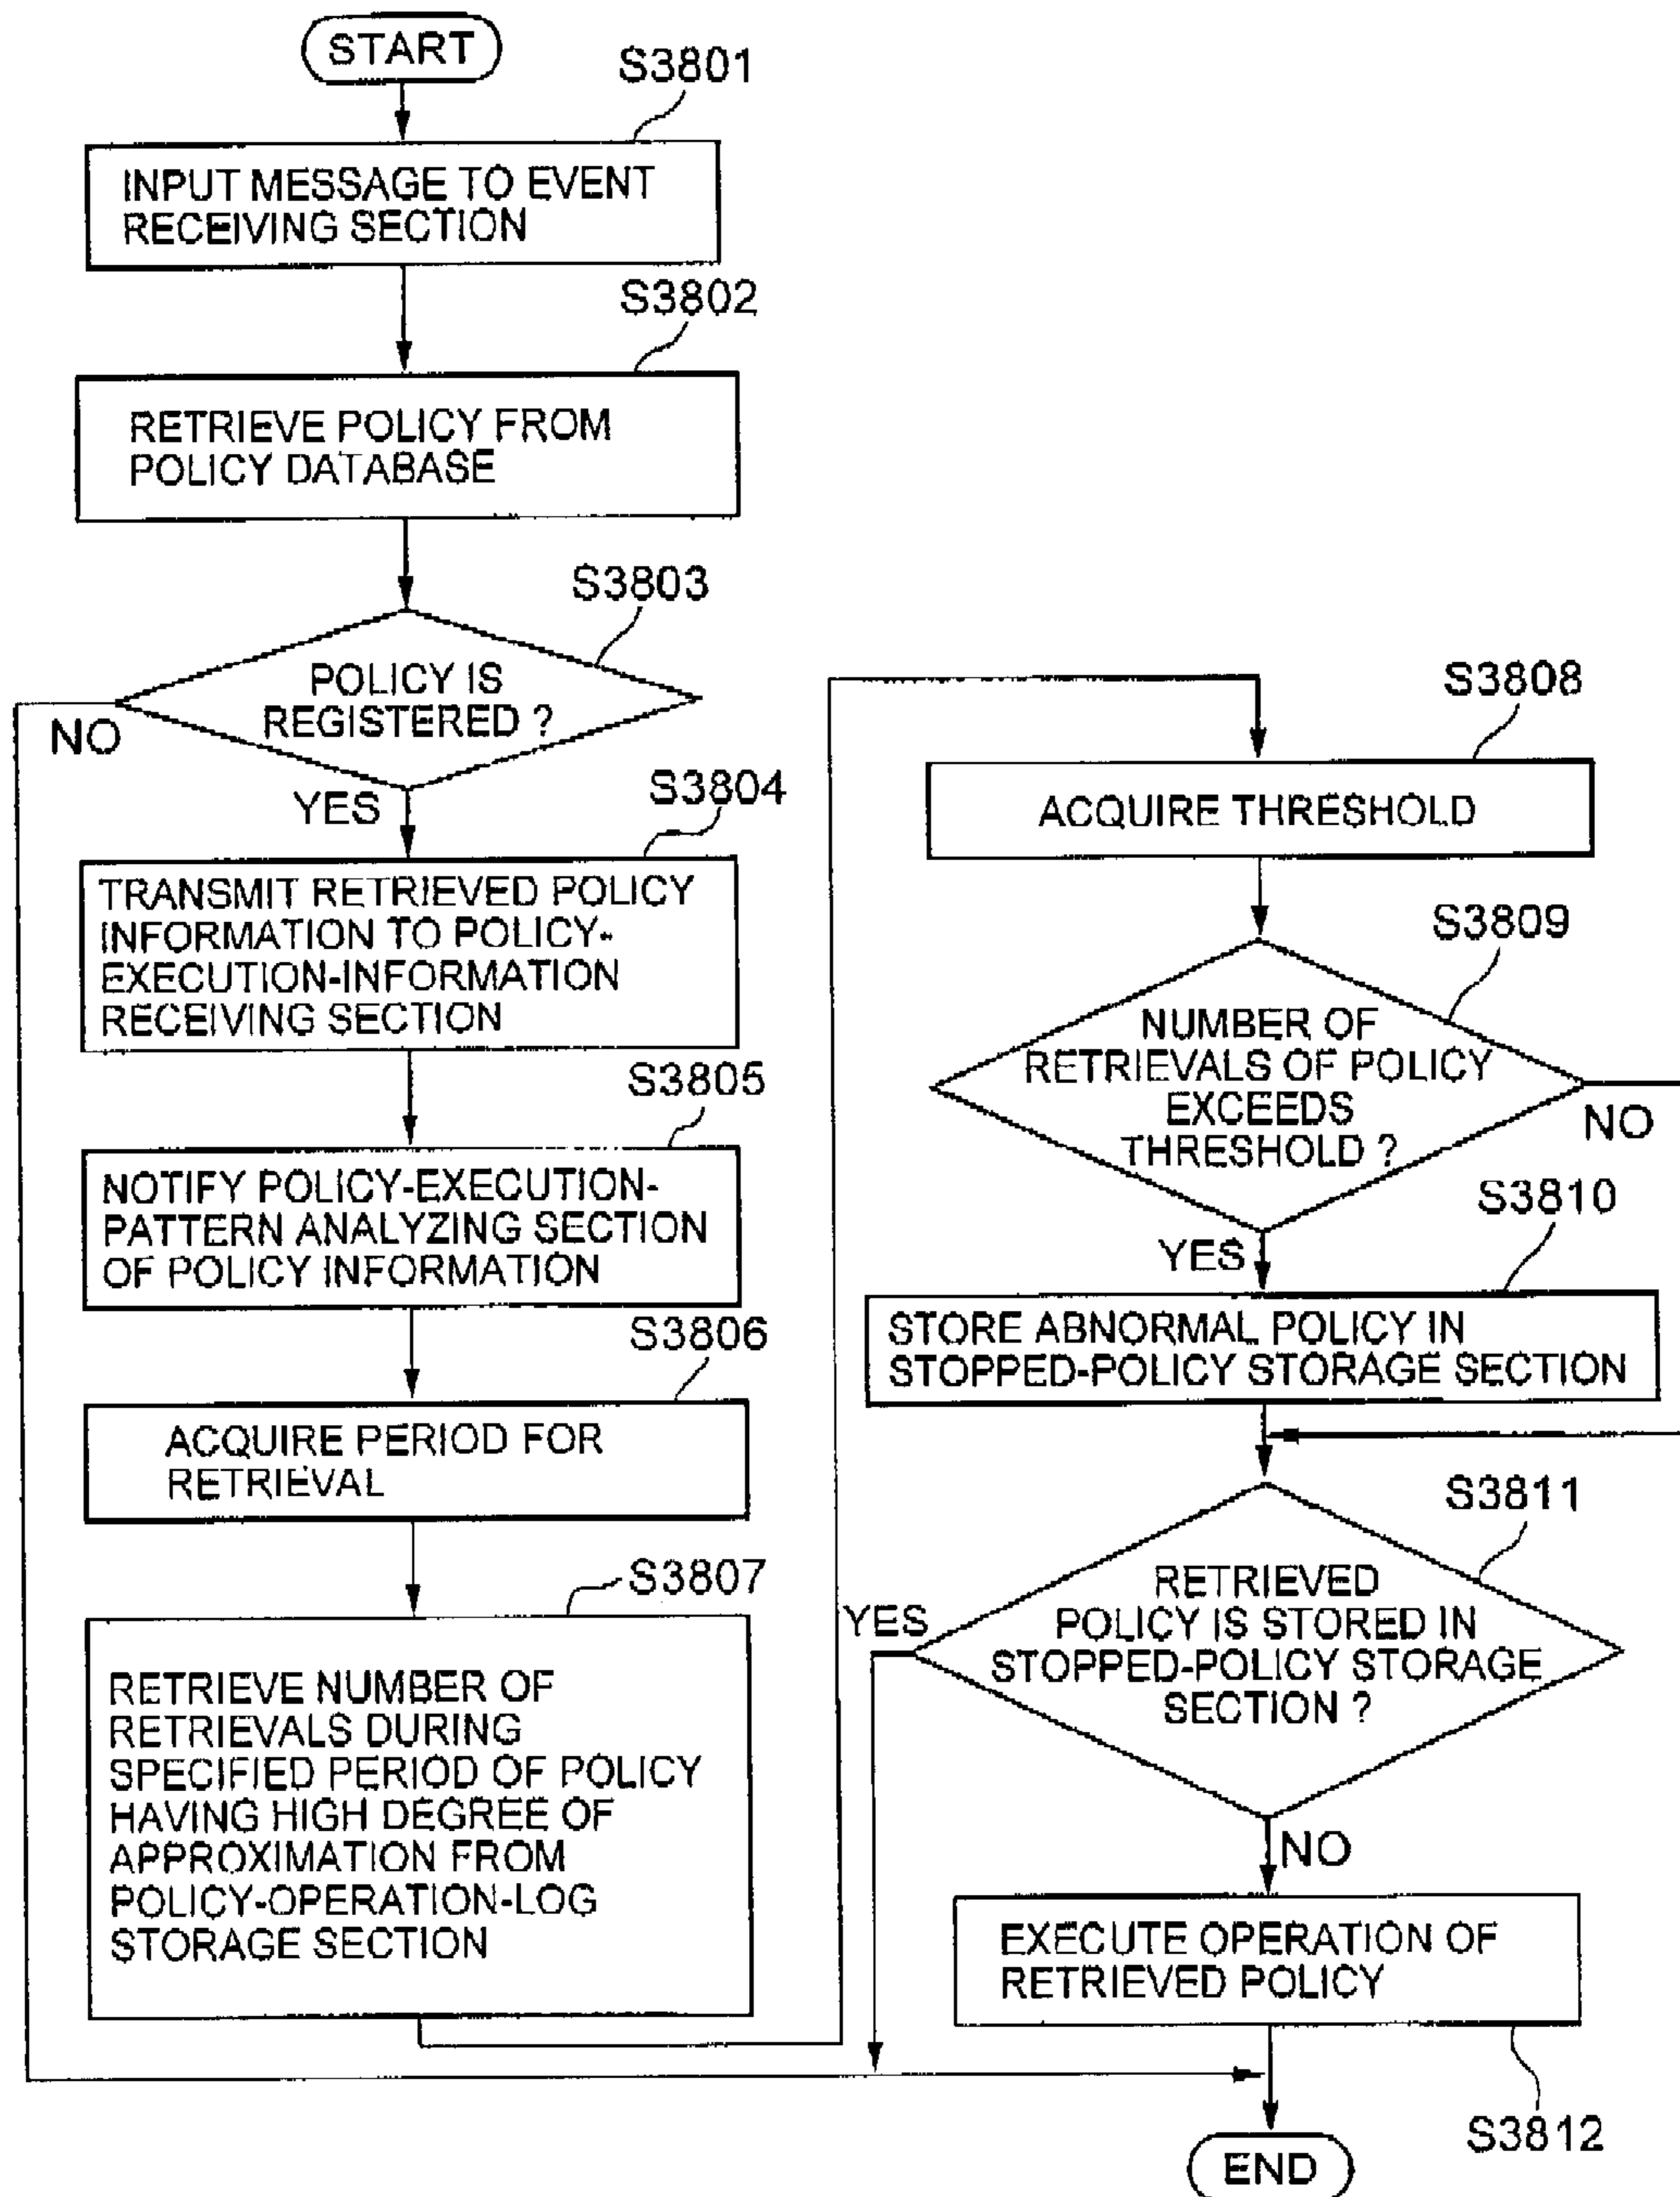 START
S3801
INPUT MESSAGE TO EVENT
RECEIVING SECTION
S3802
RETRIEVE POLICY FROM
POLICY DATABASE
S3803
POLICY IS
REGISTERED ?
NO
YES
S3804
TRANSMIT RETRIEVED POLICY
INFORMATION TO POLICY-
EXECUTION-INFORMATION
RECEIVING SECTION
S3805
NOTIFY POLICY-EXECUTION-
PATTERN ANALYZING SECTION
OF POLICY INFORMATION
S3806
ACQUIRE PERIOD FOR
RETRIEVAL
S3807
RETRIEVE NUMBER OF
RETRIEVALS DURING
SPECIFIED PERIOD OF POLICY
HAVING HIGH DEGREE OF
APPROXIMATION FROM
POLICY-OPERATION-LOG
STORAGE SECTION
S3808
ACQUIRE THRESHOLD
S3809
NUMBER OF
RETRIEVALS OF POLICY
EXCEEDS
THRESHOLD ?
NO
YES
S3810
STORE ABNORMAL POLICY IN
STOPPED-POLICY STORAGE SECTION
S3811
RETRIEVED
POLICY IS STORED IN
STOPPED-POLICY STORAGE
SECTION ?
YES
NO
EXECUTE OPERATION OF
RETRIEVED POLICY
S3812
END